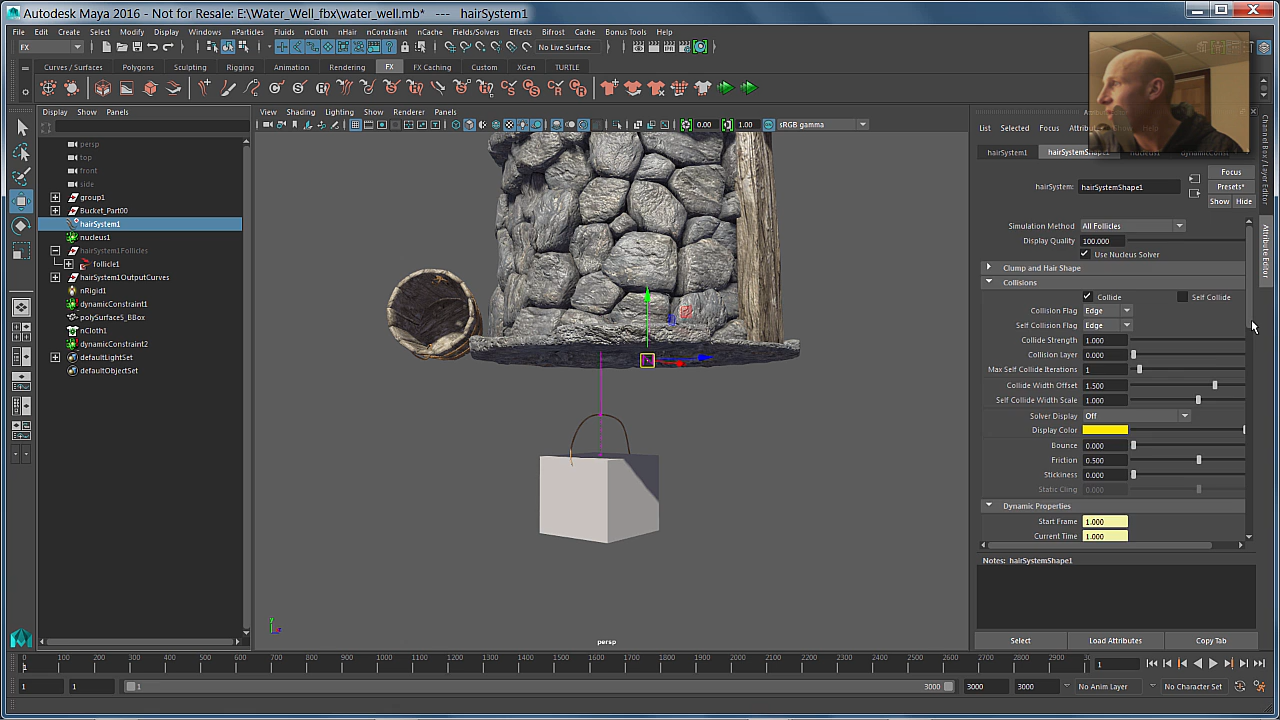 Autodesk Maya 2016 - Not for Resale: E:\Water_Well_fbx\water_well.mb* --- hairSystem1
File Edit Create Select Modify Display Windows nParticles Fluids nCloth nHair nConstraint nCache Fields/Solvers Effects Bifrost Cache Bonus Tools Help
FX No Live Surface
Curves / Surfaces Polygons Sculpting Rigging Animation Rendering FX FX Caching Custom XGen TURTLE
Display Show Panels
View Shading Lighting Show Renderer Panels
0.00 1.00 sRGB gamma
persp
top
front
side
group1
Bucket_Part00
hairSystem1
nucleus1
hairSystem1Follicles
follicle1
hairSystem1OutputCurves
nRigid1
dynamicConstraint1
polySurface5_BBox
nCloth1
dynamicConstraint2
defaultLightSet
defaultObjectSet
persp
List Selected Focus
hairSystem1 hairSystemShape1
Focus
hairSystem: hairSystemShape1
Presets*
Show Hide
Simulation Method All Follicles
Display Quality 100.000
Use Nucleus Solver
Clump and Hair Shape
Collisions
Collide Self Collide
Collision Flag Edge
Self Collision Flag Edge
Collide Strength 1.000
Collision Layer 0.000
Max Self Collide Iterations 1
Collide Width Offset 1.500
Self Collide Width Scale 1.000
Solver Display Off
Display Color
Bounce 0.000
Friction 0.500
Stickiness 0.000
Static Cling 0.000
Dynamic Properties
Start Frame 1.000
Current Time 1.000
Notes: hairSystemShape1
Select Load Attributes Copy Tab
Channel Box / Layer Editor
Attribute Editor
0 100 200 300 400 500 600 700 800 900 1000 1100 1200 1300 1400 1500 1600 1700 1800 1900 2000 2100 2200 2300 2400 2500 2600 2700 2800 2900
1 1
1 1 1 3000 3000 3000 No Anim Layer No Character Set